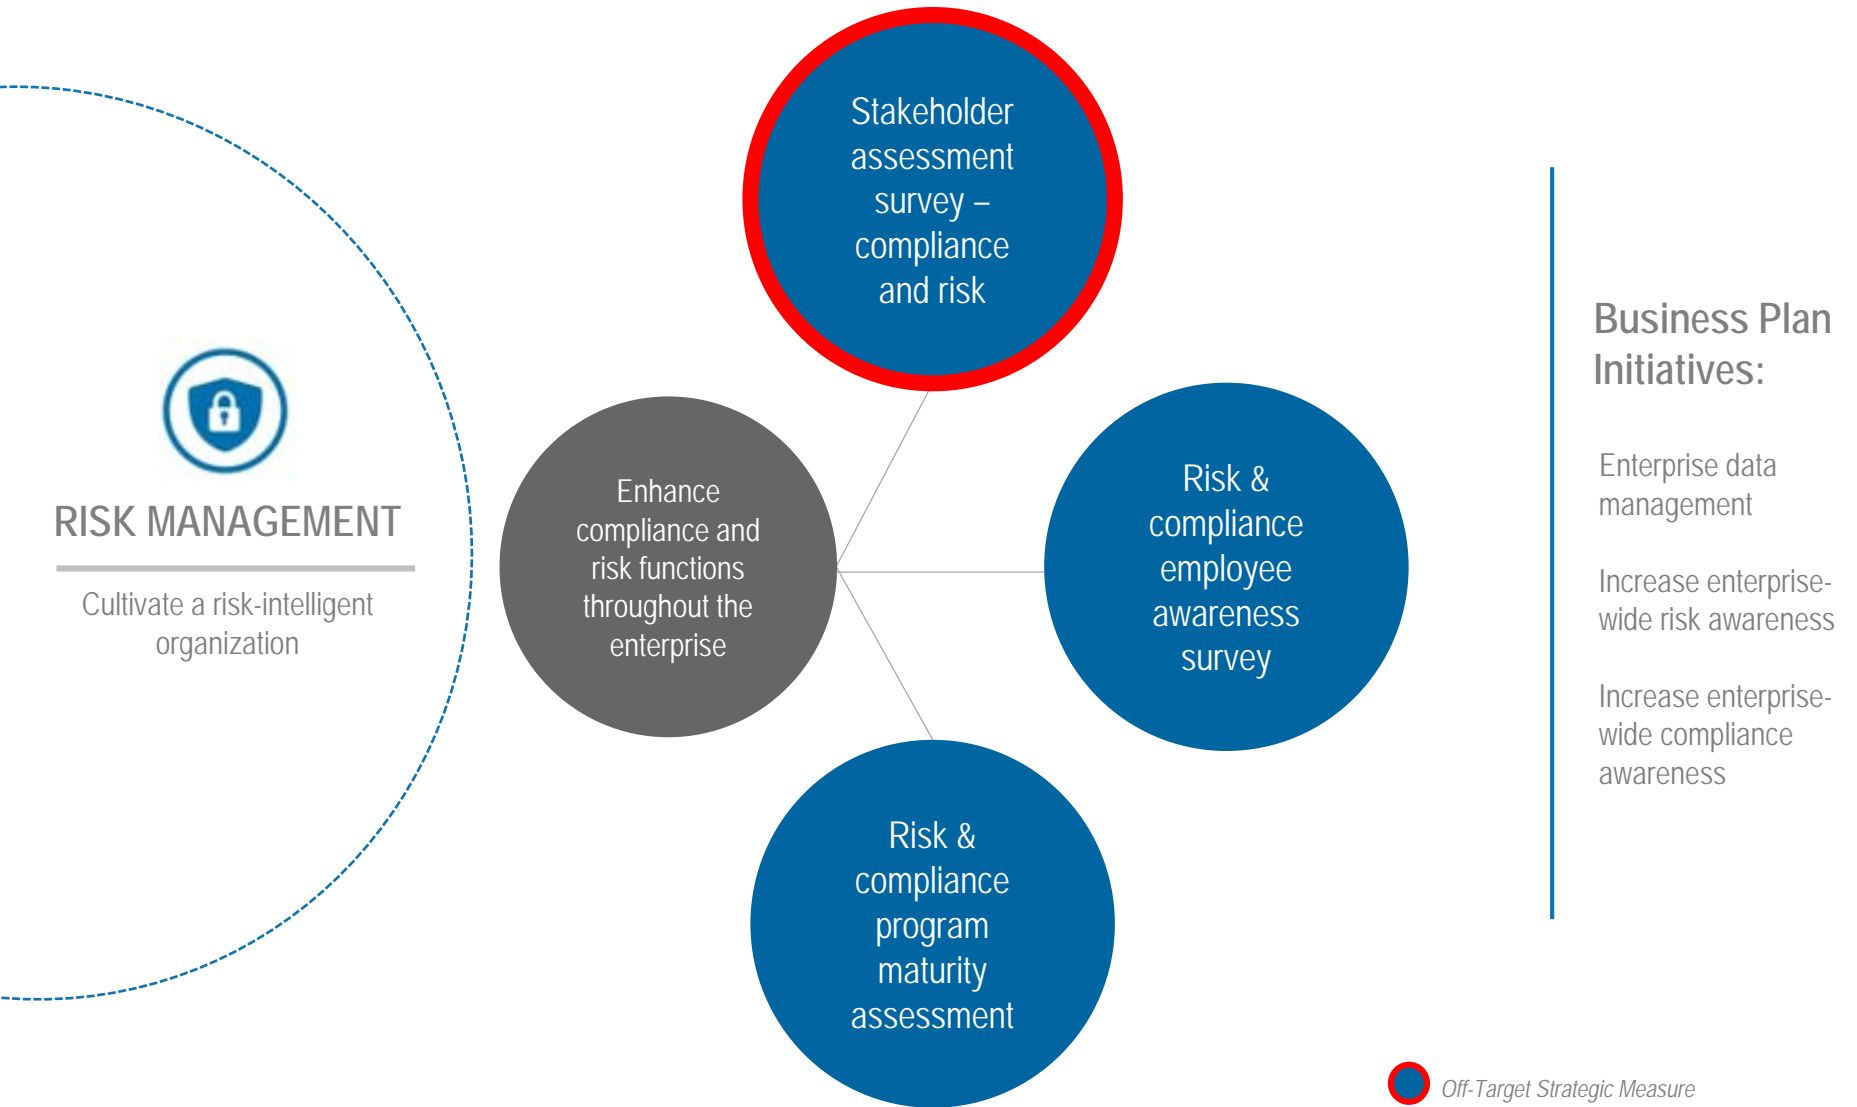 RISK MANAGEMENT
Cultivate a risk-intelligent
organization
Enhance
compliance and
risk functions
throughout the
enterprise
Stakeholder
assessment
survey –
compliance
and risk
Risk &
compliance
employee
awareness
survey
Risk &
compliance
program
maturity
assessment
Business Plan
Initiatives:
Enterprise data
management
Increase enterprise-
wide risk awareness
Increase enterprise-
wide compliance
awareness
Off-Target Strategic Measure